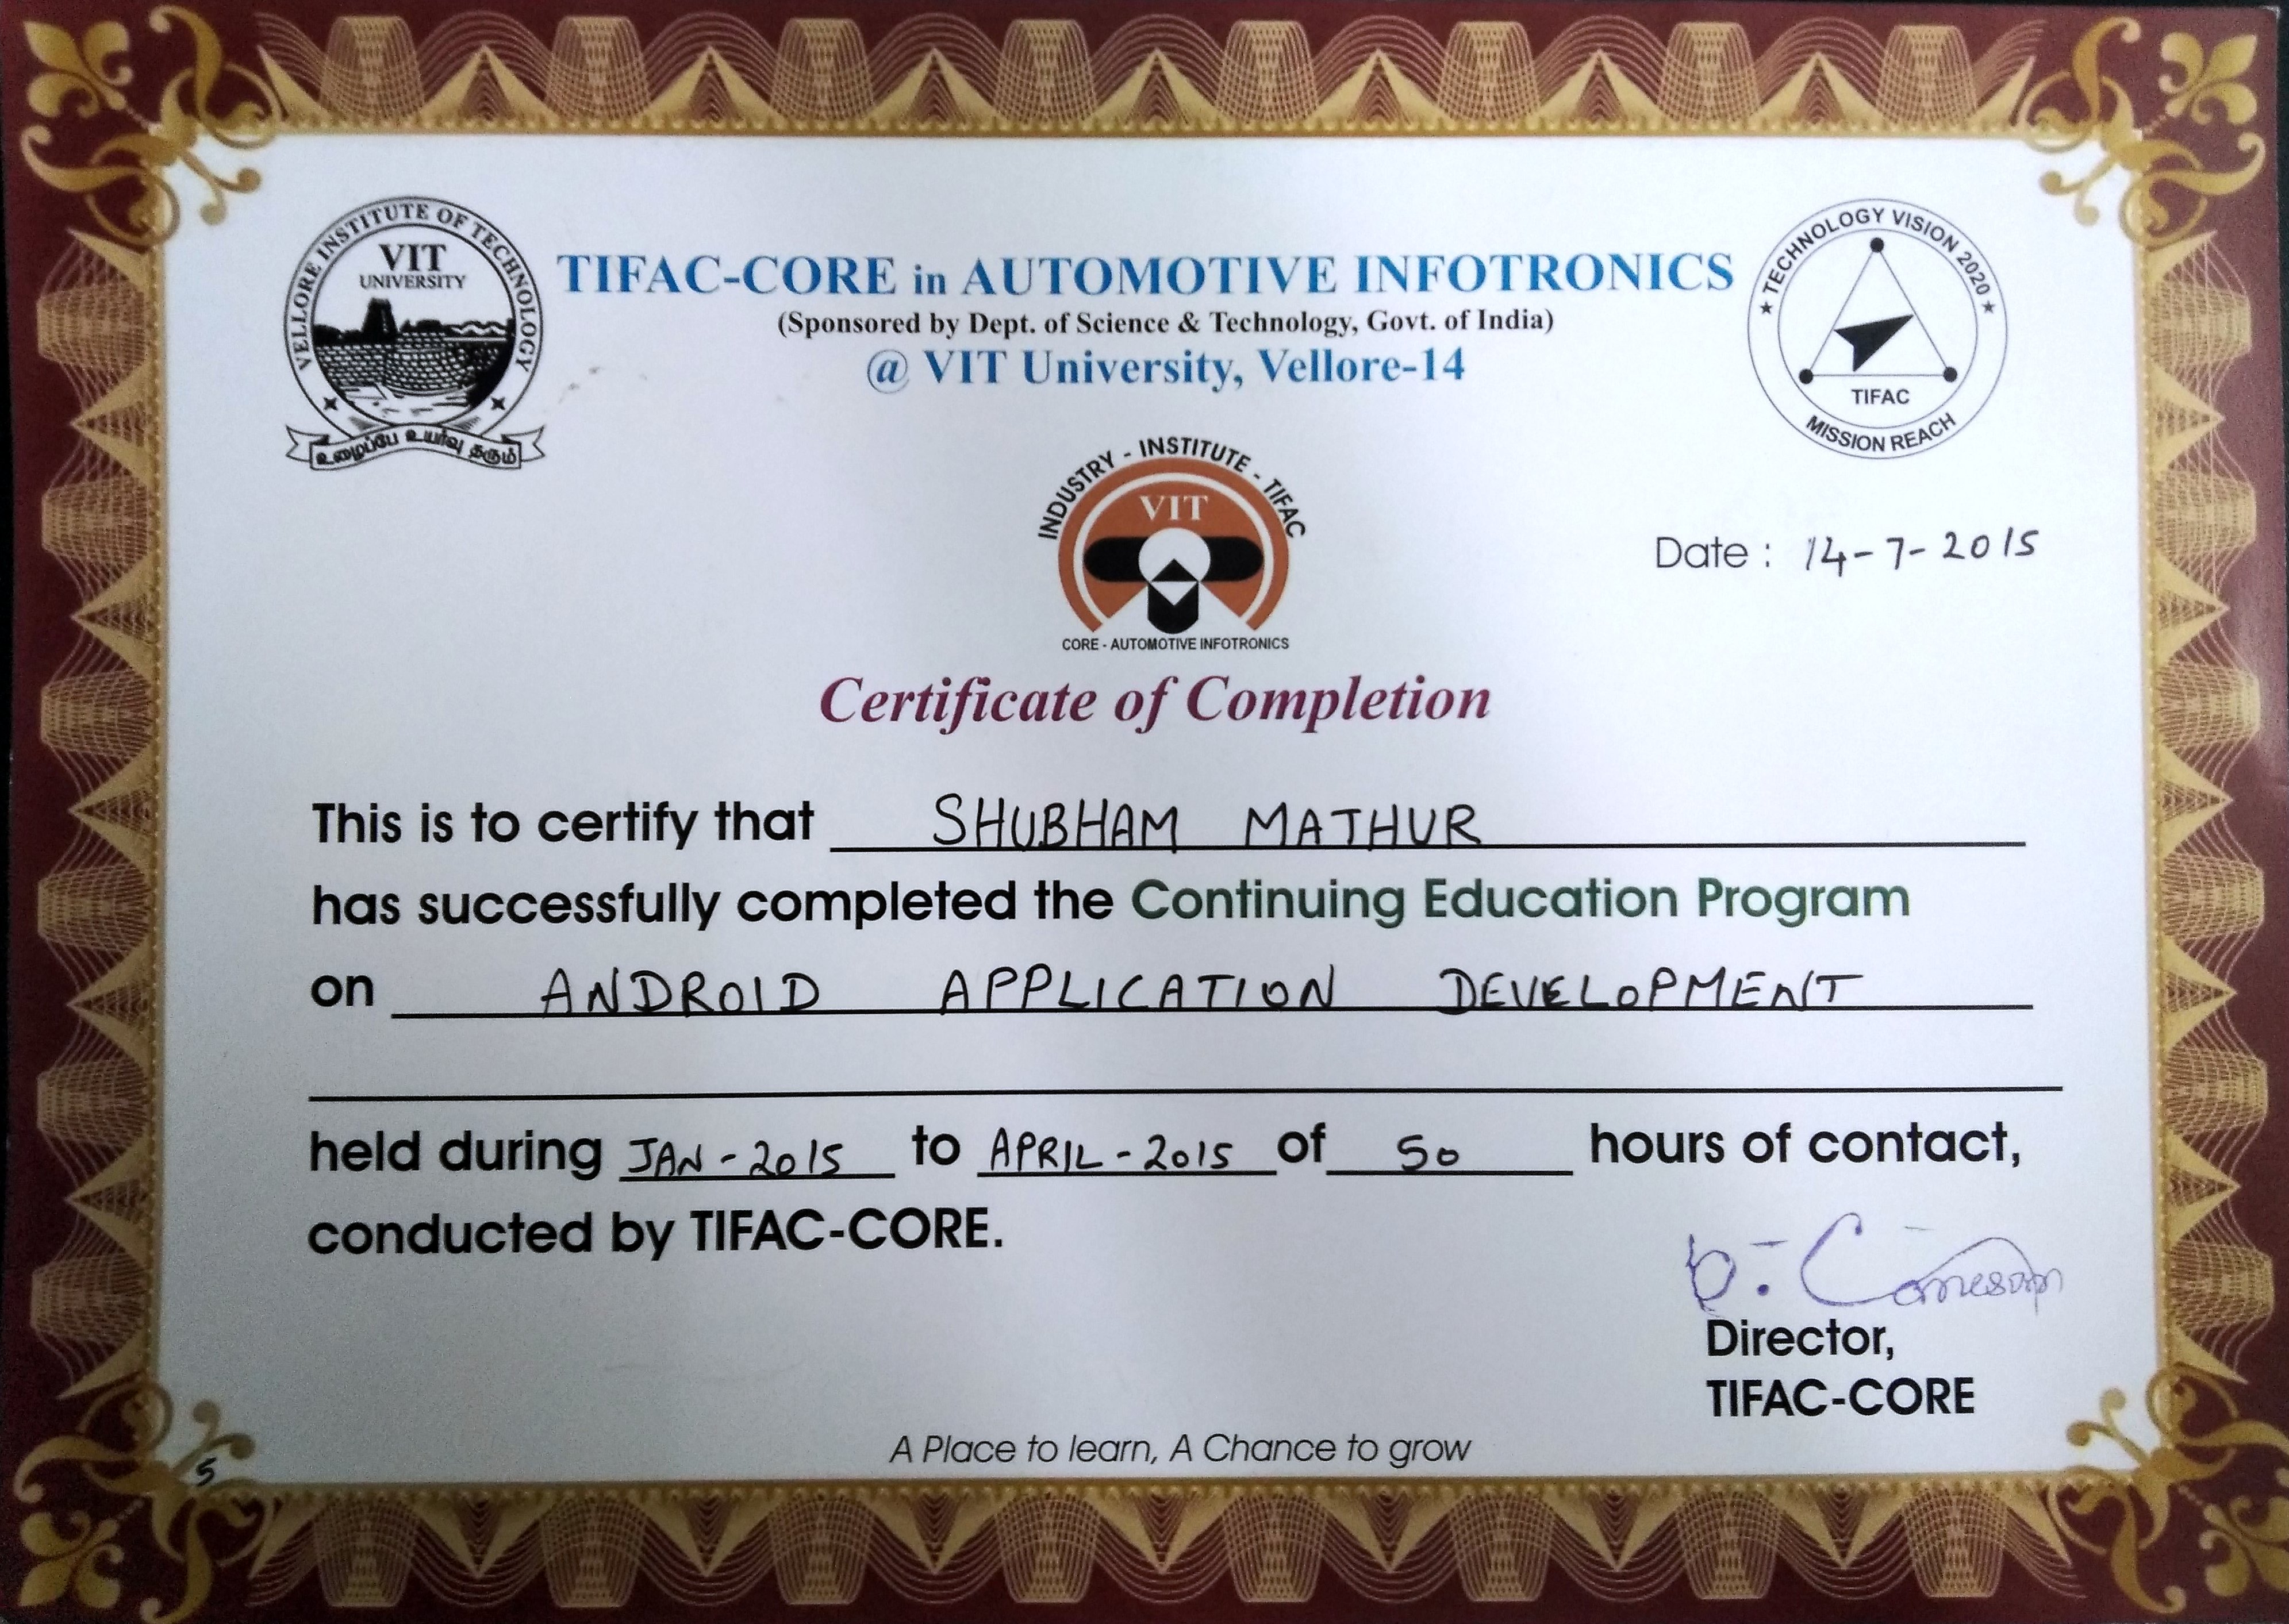 VELLORE INSTITUTE OF TECHNOLOGY
VIT
UNIVERSITY
உழைப்பே உயர்வு தரும்
TIFAC-CORE in AUTOMOTIVE INFOTRONICS
(Sponsored by Dept. of Science & Technology, Govt. of India)
@ VIT University, Vellore-14
★ TECHNOLOGY VISION 2020 ★
TIFAC
MISSION REACH
INDUSTRY - INSTITUTE - TIFAC
VIT
CORE - AUTOMOTIVE INFOTRONICS
Date : 14-7-2015
Certificate of Completion
This is to certify that SHUBHAM MATHUR
has successfully completed the Continuing Education Program
on ANDROID APPLICATION DEVELOPMENT
held during JAN-2015 to APRIL-2015 of 50 hours of contact,
conducted by TIFAC-CORE.
Director,
TIFAC-CORE
A Place to learn, A Chance to grow
5